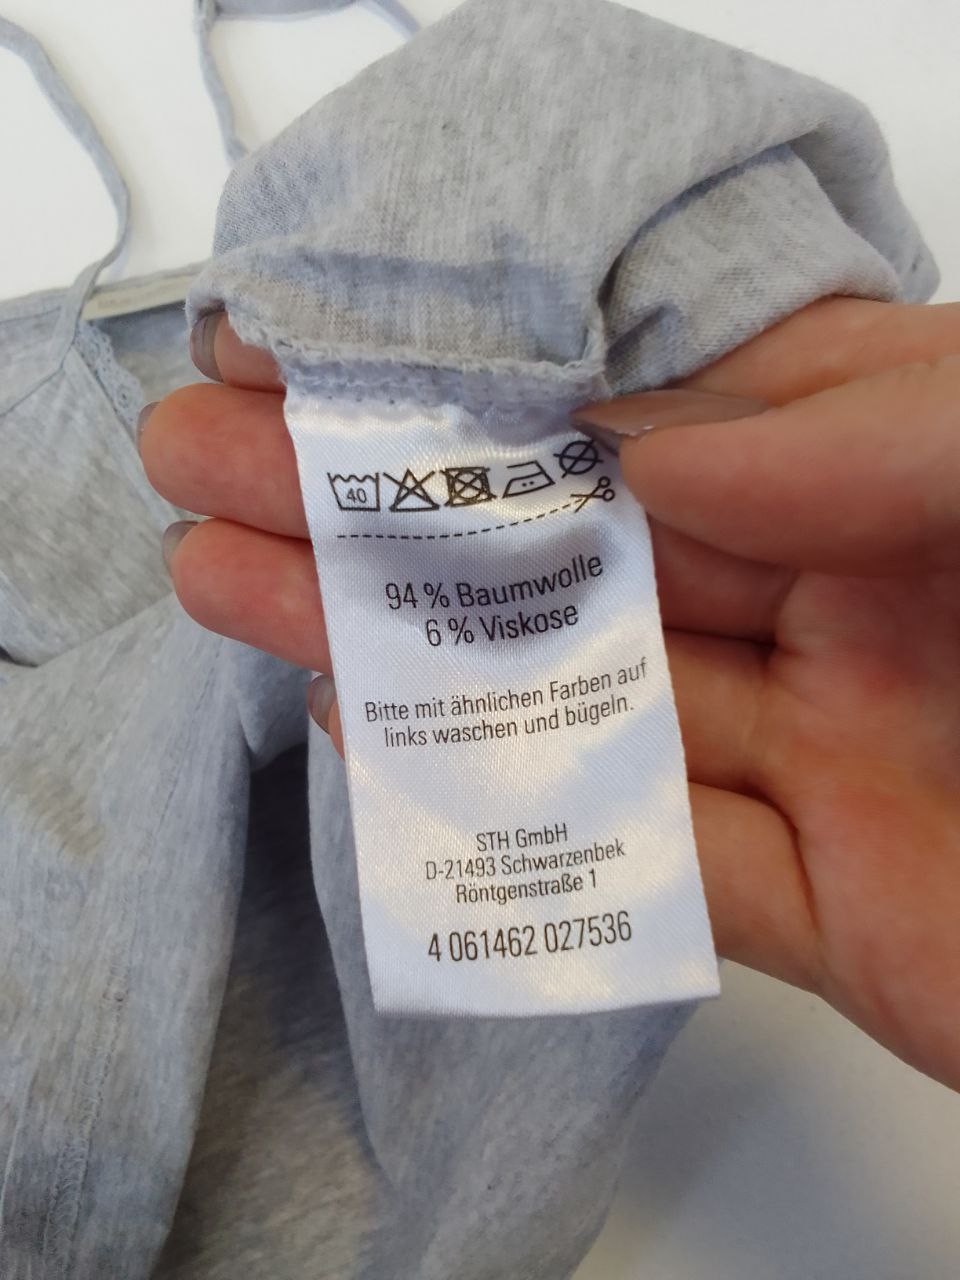 40
94 % Baumwolle
6 % Viskose
Bitte mit ähnlichen Farben auf
links waschen und bügeln.
STH GmbH
D-21493 Schwarzenbek
Röntgenstraße 1
4 061462 027536